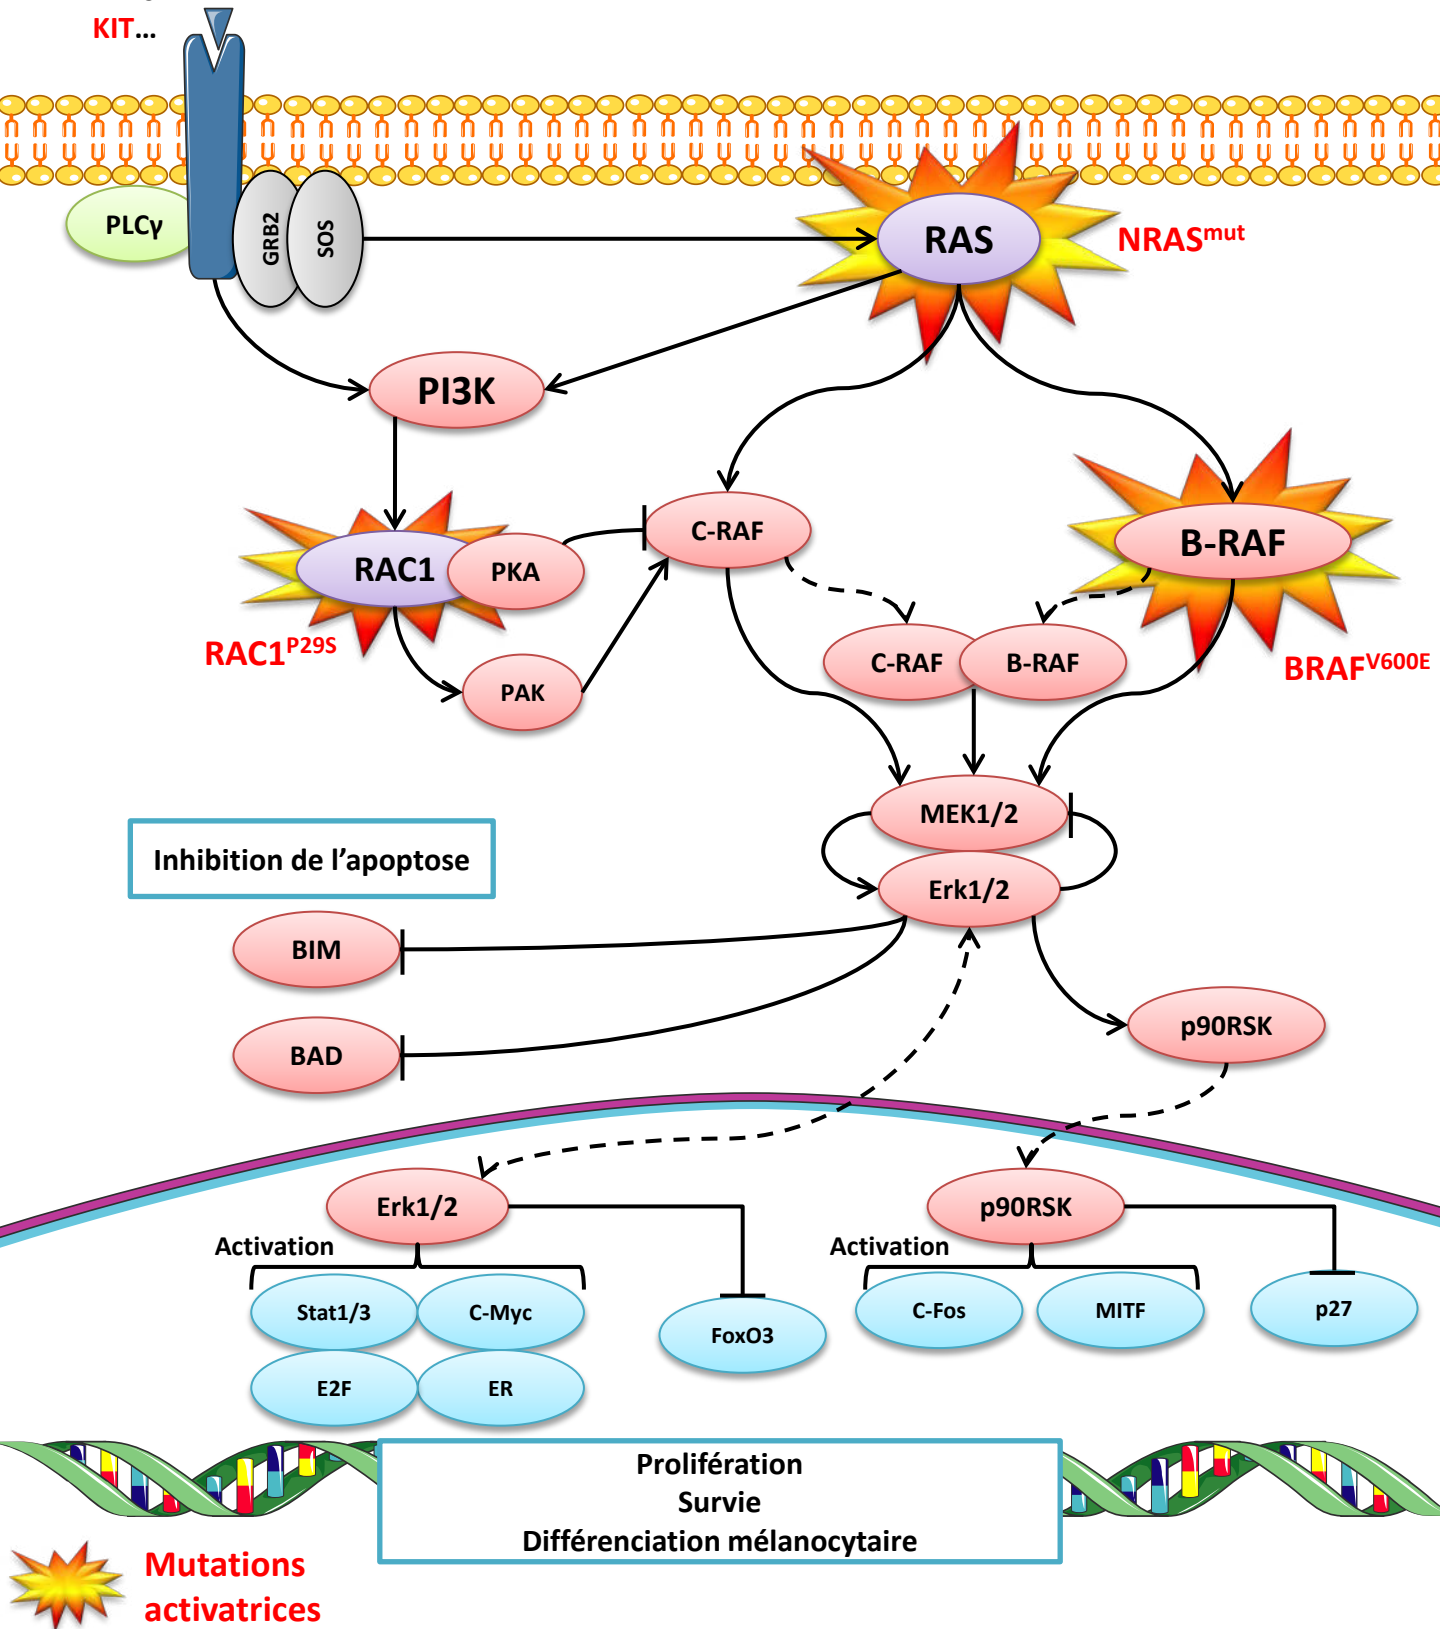 KIT...
PLCγ
GRB2
SOS
RAS
NRASmut
PI3K
C-RAF
B-RAF
RAC1
PKA
RAC1P29S
C-RAF
B-RAF
BRAFV600E
PAK
MEK1/2
Inhibition de l'apoptose
Erk1/2
BIM
p90RSK
BAD
Erk1/2
p90RSK
Activation
Activation
Stat1/3
C-Myc
FoxO3
C-Fos
MITF
p27
E2F
ER
Prolifération
Survie
Différenciation mélanocytaire
Mutations
activatrices